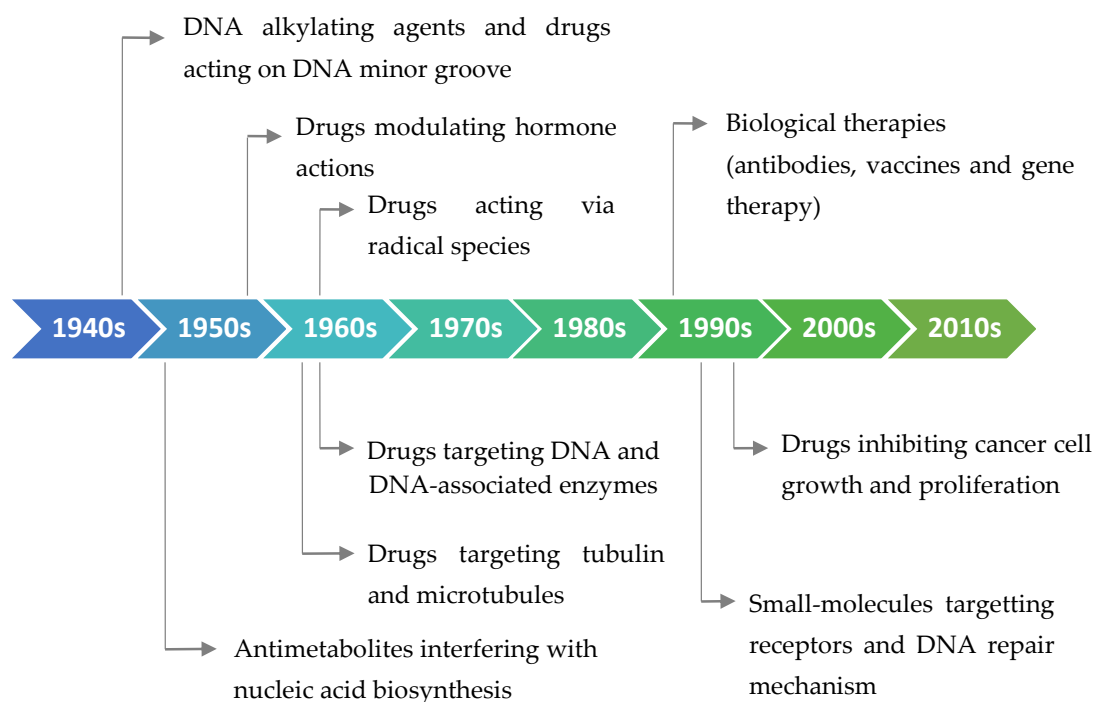 DNA alkylating agents and drugs
acting on DNA minor groove
Drugs modulating hormone
actions
Drugs acting via
radical species
Biological therapies
(antibodies, vaccines and gene
therapy)
1940s
1950s
1960s
1970s
1980s
1990s
2000s
2010s
Drugs targeting DNA and
DNA-associated enzymes
Drugs targeting tubulin
and microtubules
Antimetabolites interfering with
nucleic acid biosynthesis
Drugs inhibiting cancer cell
growth and proliferation
Small-molecules targetting
receptors and DNA repair
mechanism